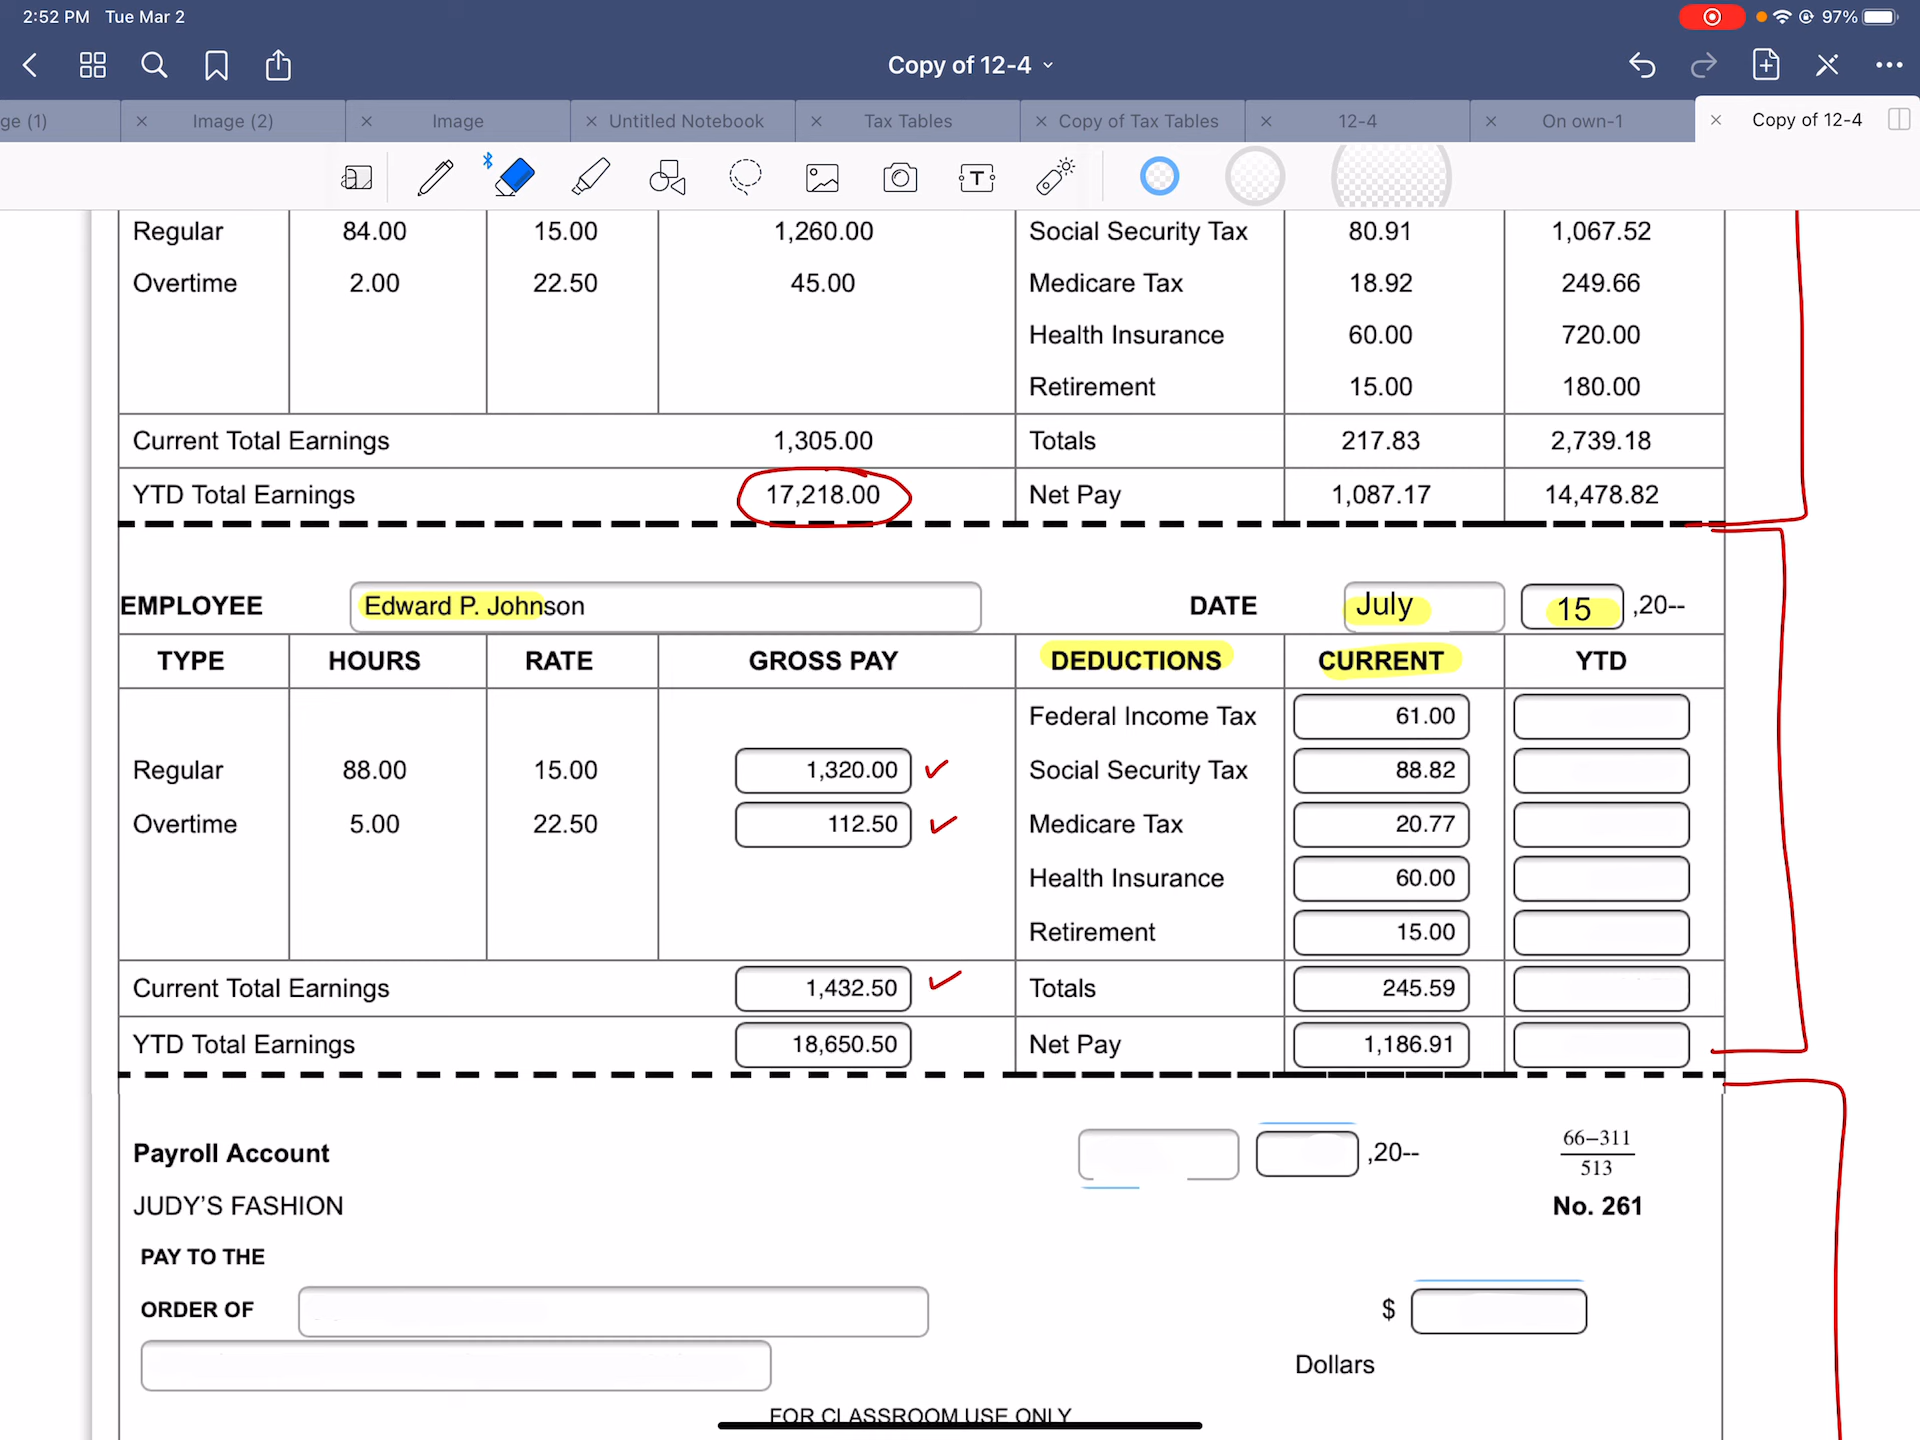 2:52 PM Tue Mar 2 97%
Copy of 12-4
ge (1) Image (2) Image Untitled Notebook Tax Tables Copy of Tax Tables 12-4 On own-1 Copy of 12-4
Regular 84.00 15.00 1,260.00 Social Security Tax 80.91 1,067.52
Overtime 2.00 22.50 45.00 Medicare Tax 18.92 249.66
Health Insurance 60.00 720.00
Retirement 15.00 180.00
Current Total Earnings 1,305.00 Totals 217.83 2,739.18
YTD Total Earnings 17,218.00 Net Pay 1,087.17 14,478.82
EMPLOYEE Edward P. Johnson DATE July 15 ,20--
TYPE HOURS RATE GROSS PAY DEDUCTIONS CURRENT YTD
Federal Income Tax 61.00
Regular 88.00 15.00 1,320.00 Social Security Tax 88.82
Overtime 5.00 22.50 112.50 Medicare Tax 20.77
Health Insurance 60.00
Retirement 15.00
Current Total Earnings 1,432.50 Totals 245.59
YTD Total Earnings 18,650.50 Net Pay 1,186.91
Payroll Account ,20-- 66–311
513
JUDY'S FASHION No. 261
PAY TO THE
ORDER OF $
Dollars
FOR CLASSROOM USE ONLY